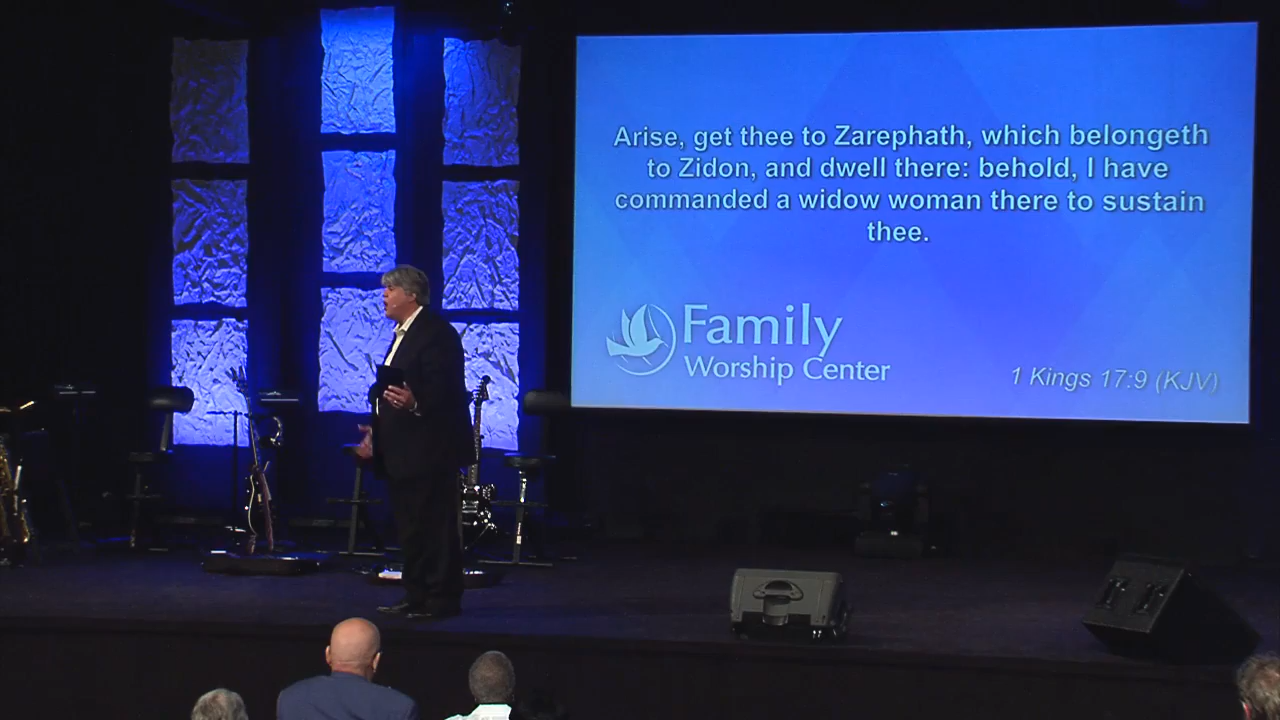 Arise, get thee to Zarephath, which belongeth
to Zidon, and dwell there: behold, I have
commanded a widow woman there to sustain
thee.
Family
Worship Center
1 Kings 17:9 (KJV)